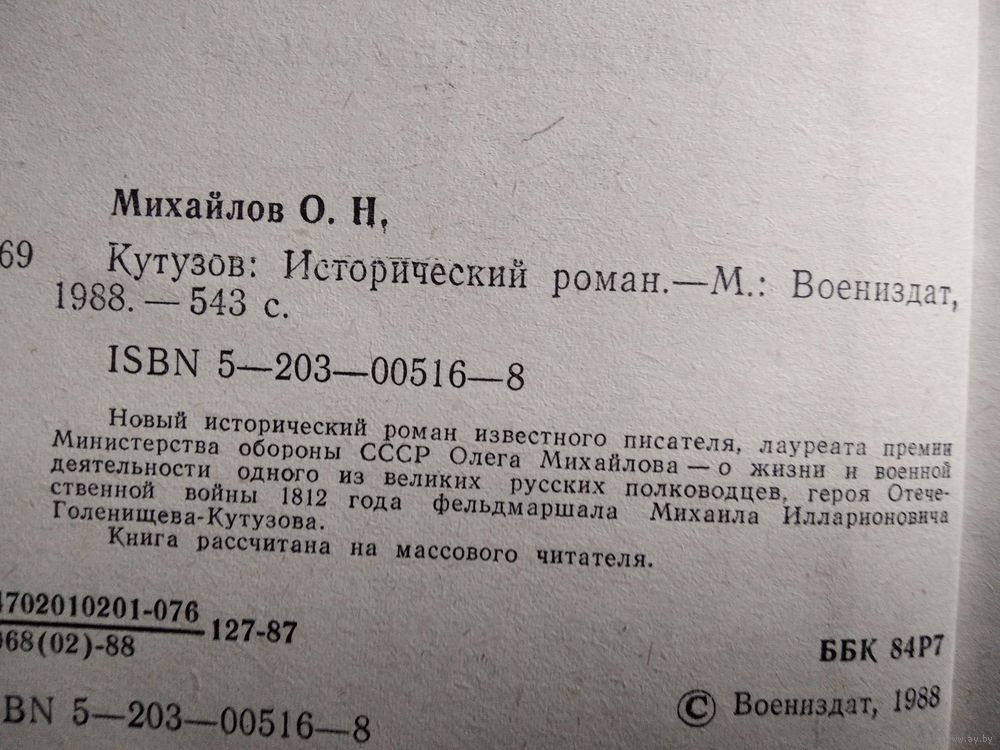 Михайлов О. Н.
69 Кутузов: Исторический роман.—М.: Воениздат,
1988. — 543 с.
ISBN 5—203—00516—8
Новый исторический роман известного писателя, лауреата премии
Министерства обороны СССР Олега Михайлова — о жизни и военной
деятельности одного из великих русских полководцев, героя Отече-
ственной войны 1812 года фельдмаршала Михаила Илларионовича
Голенищева-Кутузова.
Книга рассчитана на массового читателя.
4702010201-076
068(02)-88
127-87
ББК 84Р7
BN 5—203—00516—8
© Воениздат, 1988
www.ay.by